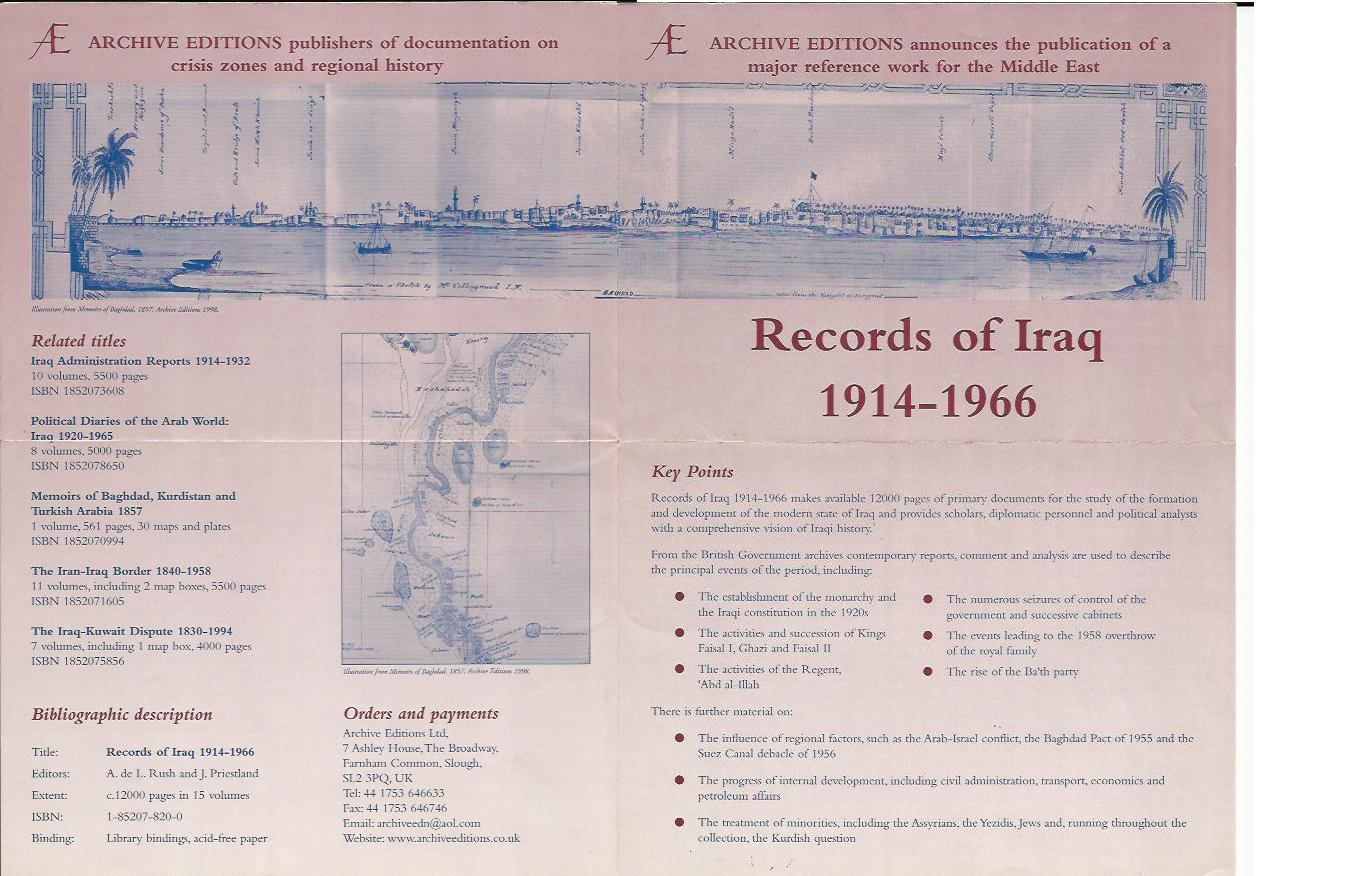 Æ ARCHIVE EDITIONS publishers of documentation on
crisis zones and regional history
From a Sketch by Mr. Collingwood I.N.
Illustration from Memoirs of Baghdad, 1857; Archive Editions 1998.
Related titles
Iraq Administration Reports 1914-1932
10 volumes, 5500 pages
ISBN 1852073608
Political Diaries of the Arab World:
Iraq 1920-1965
8 volumes, 5000 pages
ISBN 1852078650
Memoirs of Baghdad, Kurdistan and
Turkish Arabia 1857
1 volume, 561 pages, 30 maps and plates
ISBN 1852070994
The Iran-Iraq Border 1840-1958
11 volumes, including 2 map boxes, 5500 pages
ISBN 1852071605
The Iraq-Kuwait Dispute 1830-1994
7 volumes, including 1 map box, 4000 pages
ISBN 1852075856
Illustration from Memoirs of Baghdad, 1857; Archive Editions 1998.
Bibliographic description
Title: Records of Iraq 1914-1966
Editors: A. de L. Rush and J. Priestland
Extent: c.12000 pages in 15 volumes
ISBN: 1-85207-820-0
Binding: Library bindings, acid-free paper
Orders and payments
Archive Editions Ltd,
7 Ashley House, The Broadway,
Farnham Common, Slough,
SL2 3PQ, UK
Tel: 44 1753 646633
Fax: 44 1753 646746
Email: archiveedn@aol.com
Website: www.archiveeditions.co.uk
Æ ARCHIVE EDITIONS announces the publication of a
major reference work for the Middle East
BAGHDAD
Records of Iraq
1914-1966
Key Points
Records of Iraq 1914-1966 makes available 12000 pages of primary documents for the study of the formation
and development of the modern state of Iraq and provides scholars, diplomatic personnel and political analysts
with a comprehensive vision of Iraqi history.
From the British Government archives contemporary reports, comment and analysis are used to describe
the principal events of the period, including:
● The establishment of the monarchy and
the Iraqi constitution in the 1920s
● The activities and succession of Kings
Faisal I, Ghazi and Faisal II
● The activities of the Regent,
'Abd al-Illah
● The numerous seizures of control of the
government and successive cabinets
● The events leading to the 1958 overthrow
of the royal family
● The rise of the Ba'th party
There is further material on:
● The influence of regional factors, such as the Arab-Israel conflict, the Baghdad Pact of 1955 and the
Suez Canal debacle of 1956
● The progress of internal development, including civil administration, transport, economics and
petroleum affairs
● The treatment of minorities, including the Assyrians, the Yezidis, Jews and, running throughout the
collection, the Kurdish question